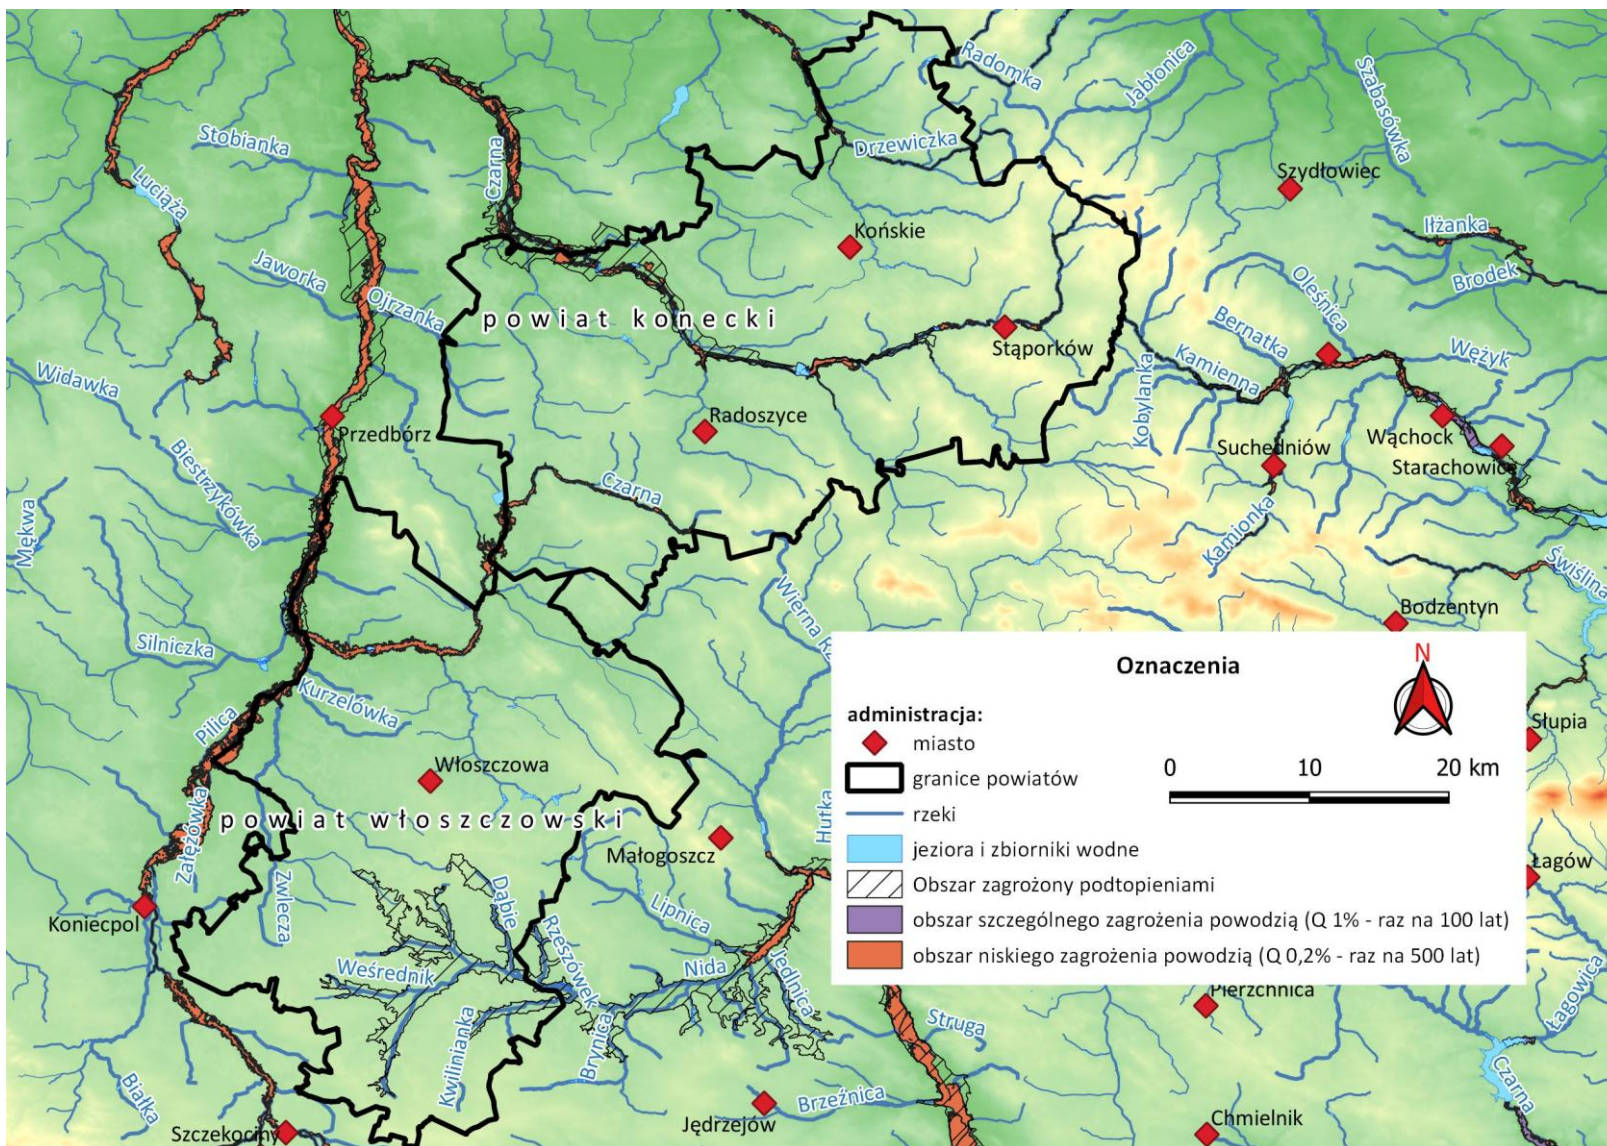 Radomka
Jabłonica
Szabasówka
Stobianka
Czarna
Drzewiczka
Szydłowiec
Luciąża
Końskie
Iłżanka
Jaworka
Ojrzanka
Oleśnica
Brodek
powiat konecki
Bernatka
Stąporków
Wężyk
Widawka
Kamienna
Kobylanka
Radoszyce
Przedbórz
Wąchock
Suchedniów
Starachowice
Biestrzykówka
Czarna
Mękwa
Kamionka
Świślina
Wierna R
Bodzentyn
Silniczka
Oznaczenia
N
Kurzelówka
administracja:
Pilica
Słupia
miasto
Włoszczowa
granice powiatów
0 10 20 km
Hutka
rzeki
Załężówka
powiat włoszczowski
Małogoszcz
jeziora i zbiorniki wodne
Łagów
Obszar zagrożony podtopieniami
Zwlecza
Dąbie
Lipnica
Koniecpol
obszar szczególnego zagrożenia powodzią (Q 1% - raz na 100 lat)
Rzeszówek
obszar niskiego zagrożenia powodzią (Q 0,2% - raz na 500 lat)
Weśrednik
Nida
Jedlnica
Pierzchnica
Łagowica
Struga
Brynica
Kwilinianka
Białka
Brzeźnica
Czarna
Jędrzejów
Chmielnik
Szczekociny